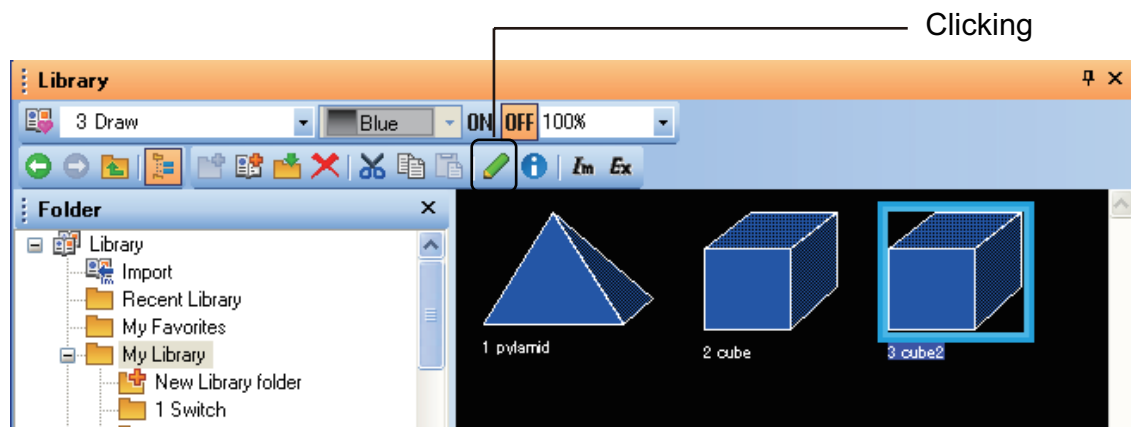 Clicking
Library
3 Draw Blue ON OFF 100%
Im Ex
Folder
Library
Import
Recent Library
My Favorites
My Library
New Library folder
1 Switch
1 pylamid
2 cube
3 cube2